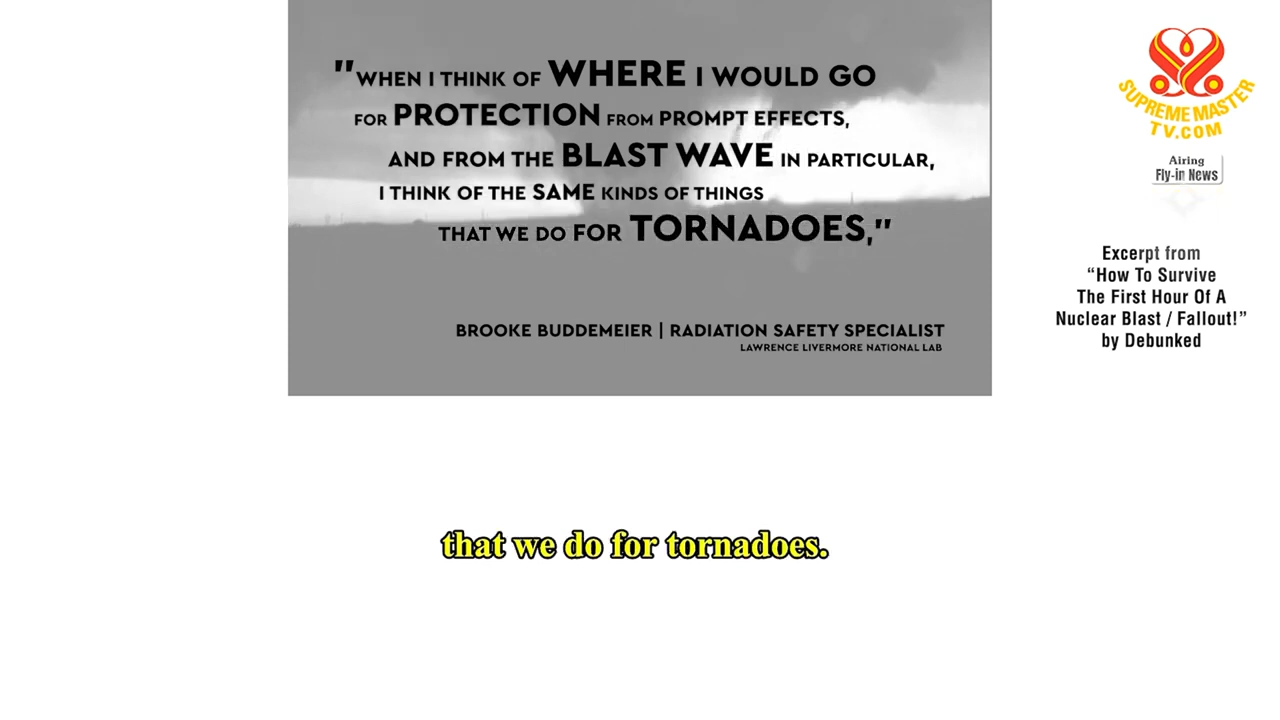 "WHEN I THINK OF WHERE I WOULD GO
FOR PROTECTION FROM PROMPT EFFECTS,
AND FROM THE BLAST WAVE IN PARTICULAR,
I THINK OF THE SAME KINDS OF THINGS
THAT WE DO FOR TORNADOES,"
BROOKE BUDDEMEIER | RADIATION SAFETY SPECIALIST
LAWRENCE LIVERMORE NATIONAL LAB
that we do for tornadoes.
SUPREME MASTER
TV.COM
Airing
Fly-in News
Excerpt from
“How To Survive
The First Hour Of A
Nuclear Blast / Fallout!”
by Debunked